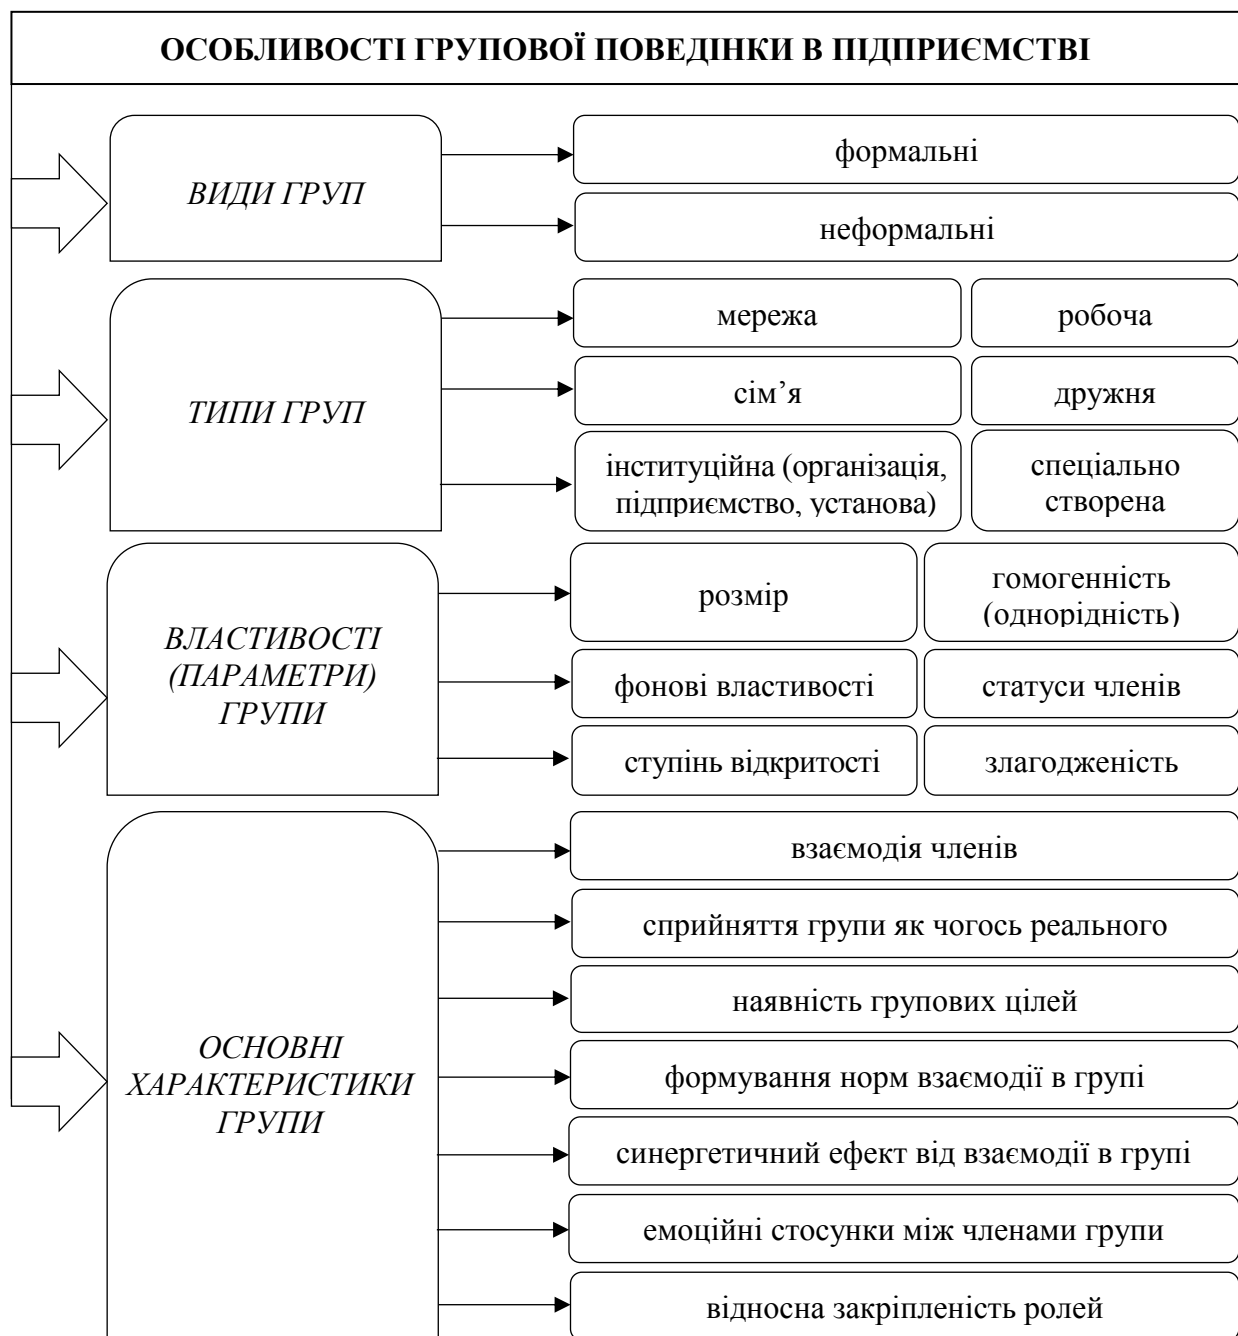 ОСОБЛИВОСТІ ГРУПОВОЇ ПОВЕДІНКИ В ПІДПРИЄМСТВІ
ВИДИ ГРУП
формальні
неформальні
ТИПИ ГРУП
мережа
робоча
сім’я
дружня
інституційна (організація,
підприємство, установа)
спеціально
створена
ВЛАСТИВОСТІ
(ПАРАМЕТРИ)
ГРУПИ
розмір
гомогенність
(однорідність)
фонові властивості
статуси членів
ступінь відкритості
злагодженість
ОСНОВНІ
ХАРАКТЕРИСТИКИ
ГРУПИ
взаємодія членів
сприйняття групи як чогось реального
наявність групових цілей
формування норм взаємодії в групі
синергетичний ефект від взаємодії в групі
емоційні стосунки між членами групи
відносна закріпленість ролей